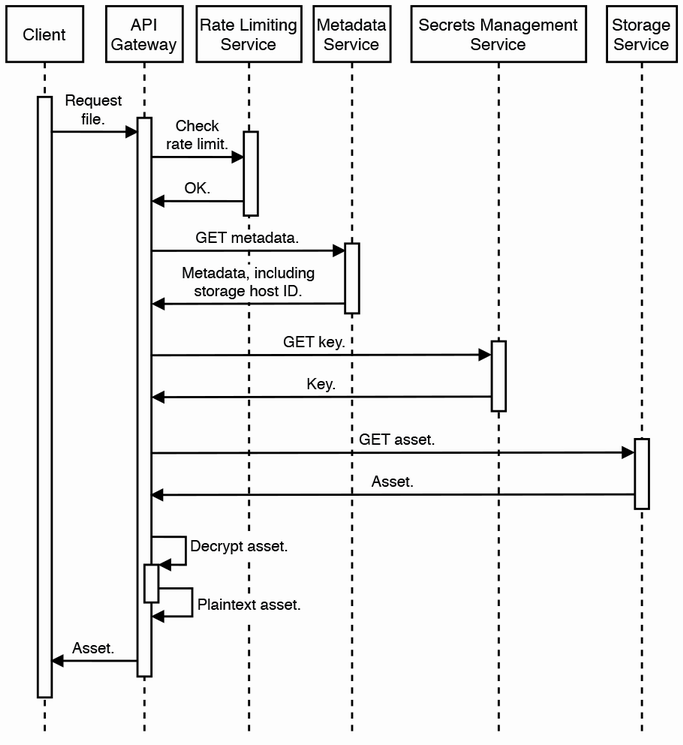 Client
API
Gateway
Rate Limiting
Service
Metadata
Service
Secrets Management
Service
Storage
Service
Request
file.
Check
rate limit.
OK.
GET metadata.
Metadata, including
storage host ID.
GET key.
Key.
GET asset.
Asset.
Decrypt asset.
Plaintext asset.
Asset.